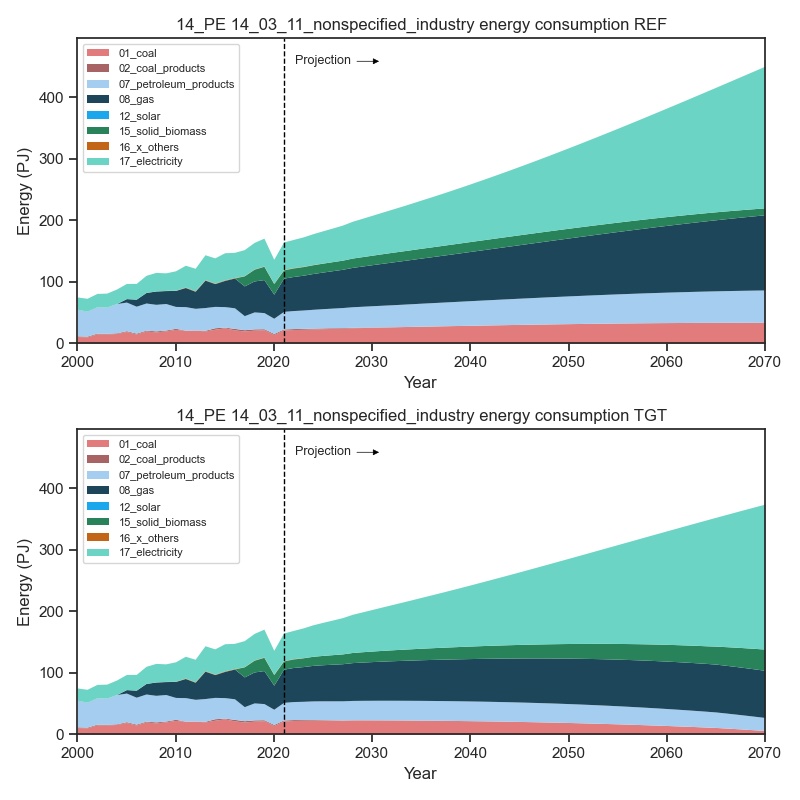 14_PE 14_03_11_nonspecified_industry energy consumption REF
01_coal
02_coal_products
07_petroleum_products
08_gas
12_solar
15_solid_biomass
16_x_others
17_electricity
Projection
Energy (PJ)
400
300
200
100
0
2000 2010 2020 2030 2040 2050 2060 2070
Year
14_PE 14_03_11_nonspecified_industry energy consumption TGT
01_coal
02_coal_products
07_petroleum_products
08_gas
12_solar
15_solid_biomass
16_x_others
17_electricity
Projection
Energy (PJ)
400
300
200
100
0
2000 2010 2020 2030 2040 2050 2060 2070
Year